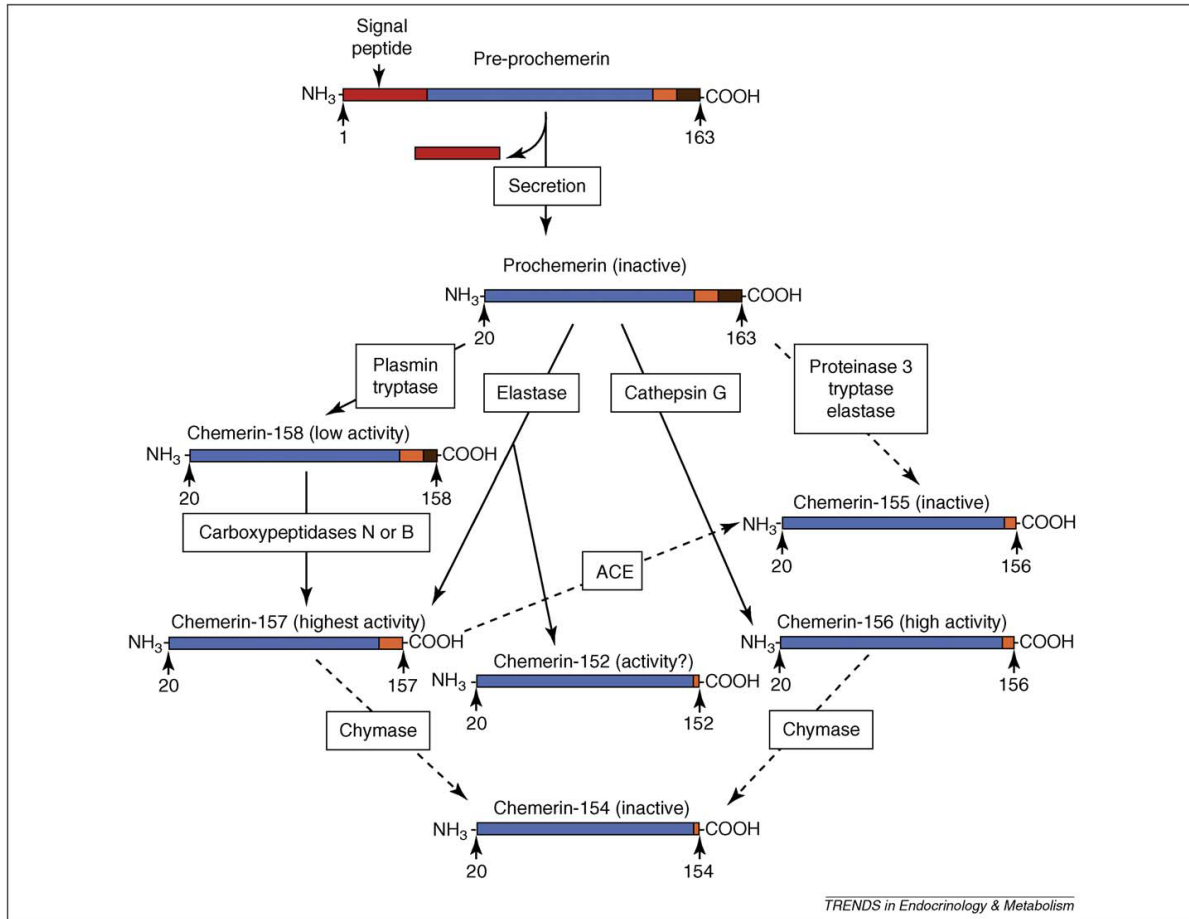 Signal
peptide
Pre-prochemerin
NH3
COOH
1
163
Secretion
Prochemerin (inactive)
NH3
COOH
20
163
Plasmin
tryptase
Elastase
Cathepsin G
Proteinase 3
tryptase
elastase
Chemerin-158 (low activity)
NH3
COOH
20
158
Carboxypeptidases N or B
Chemerin-155 (inactive)
NH3
COOH
20
156
ACE
Chemerin-157 (highest activity)
NH3
COOH
20
157
Chemerin-152 (activity?)
NH3
COOH
20
152
Chemerin-156 (high activity)
NH3
COOH
20
156
Chymase
Chymase
Chemerin-154 (inactive)
NH3
COOH
20
154
TRENDS in Endocrinology & Metabolism